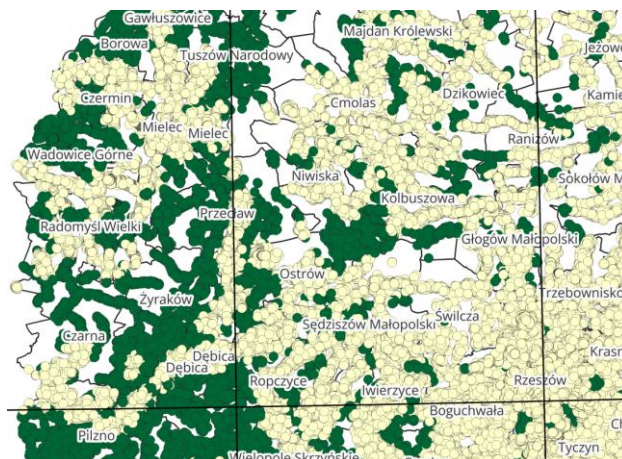 Gawłuszowice
Borowa
Tuszów Narodowy
Majdan Królewski
Jeżowe
Czermin
Cmolas
Dzikowiec
Kamie
Mielec
Mielec
Raniżów
Wadowice Górne
Niwiska
Kolbuszowa
Sokołów M
Przecław
Radomyśl Wielki
Głogów Małopolski
Ostrów
Żyraków
Trzebownisko
Sędziszów Małopolski
Świlcza
Czarna
Dębica
Dębica
Krasn
Ropczyce
Iwierzyce
Rzeszów
Boguchwała
Pilzno
Wielopole Skrzyńskie
Tyczyn